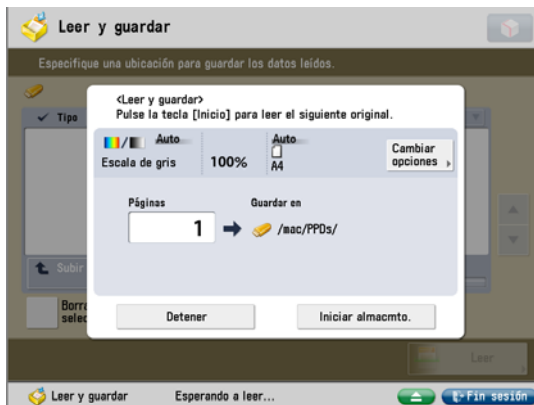 Leer y guardar
Especifique una ubicación para guardar los datos leídos.
Tipo
<Leer y guardar>
Pulse la tecla [Inicio] para leer el siguiente original.
Auto
Escala de gris
100%
Auto
A4
Cambiar
opciones
Páginas
Guardar en
1
/mac/PPDs/
Subir
Borra
selec
Detener
Iniciar almacmto.
Leer
Leer y guardar
Esperando a leer...
Fin sesión